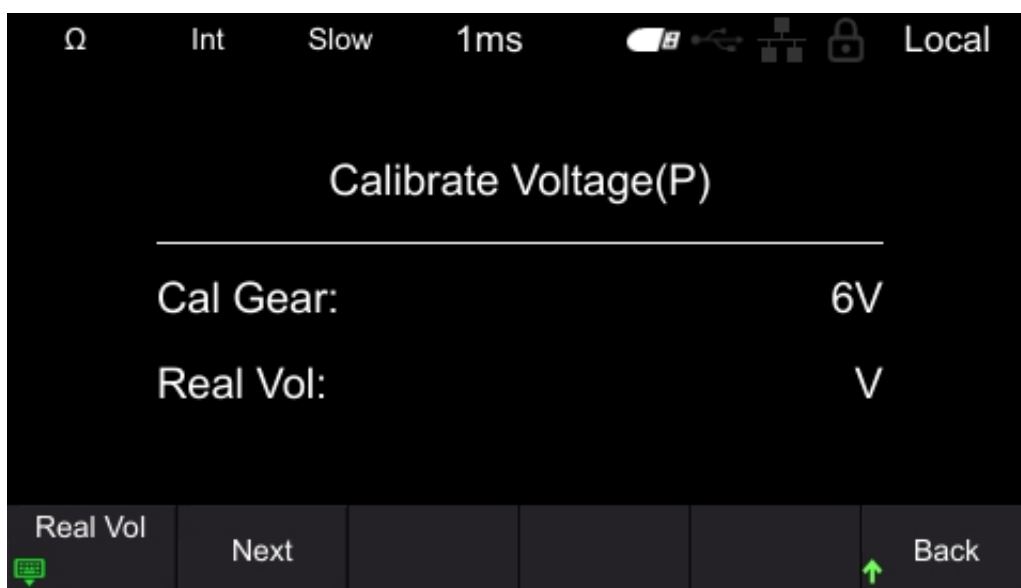 Ω Int Slow 1ms Local
Calibrate Voltage(P)
Cal Gear: 6V
Real Vol: V
Real Vol Next Back